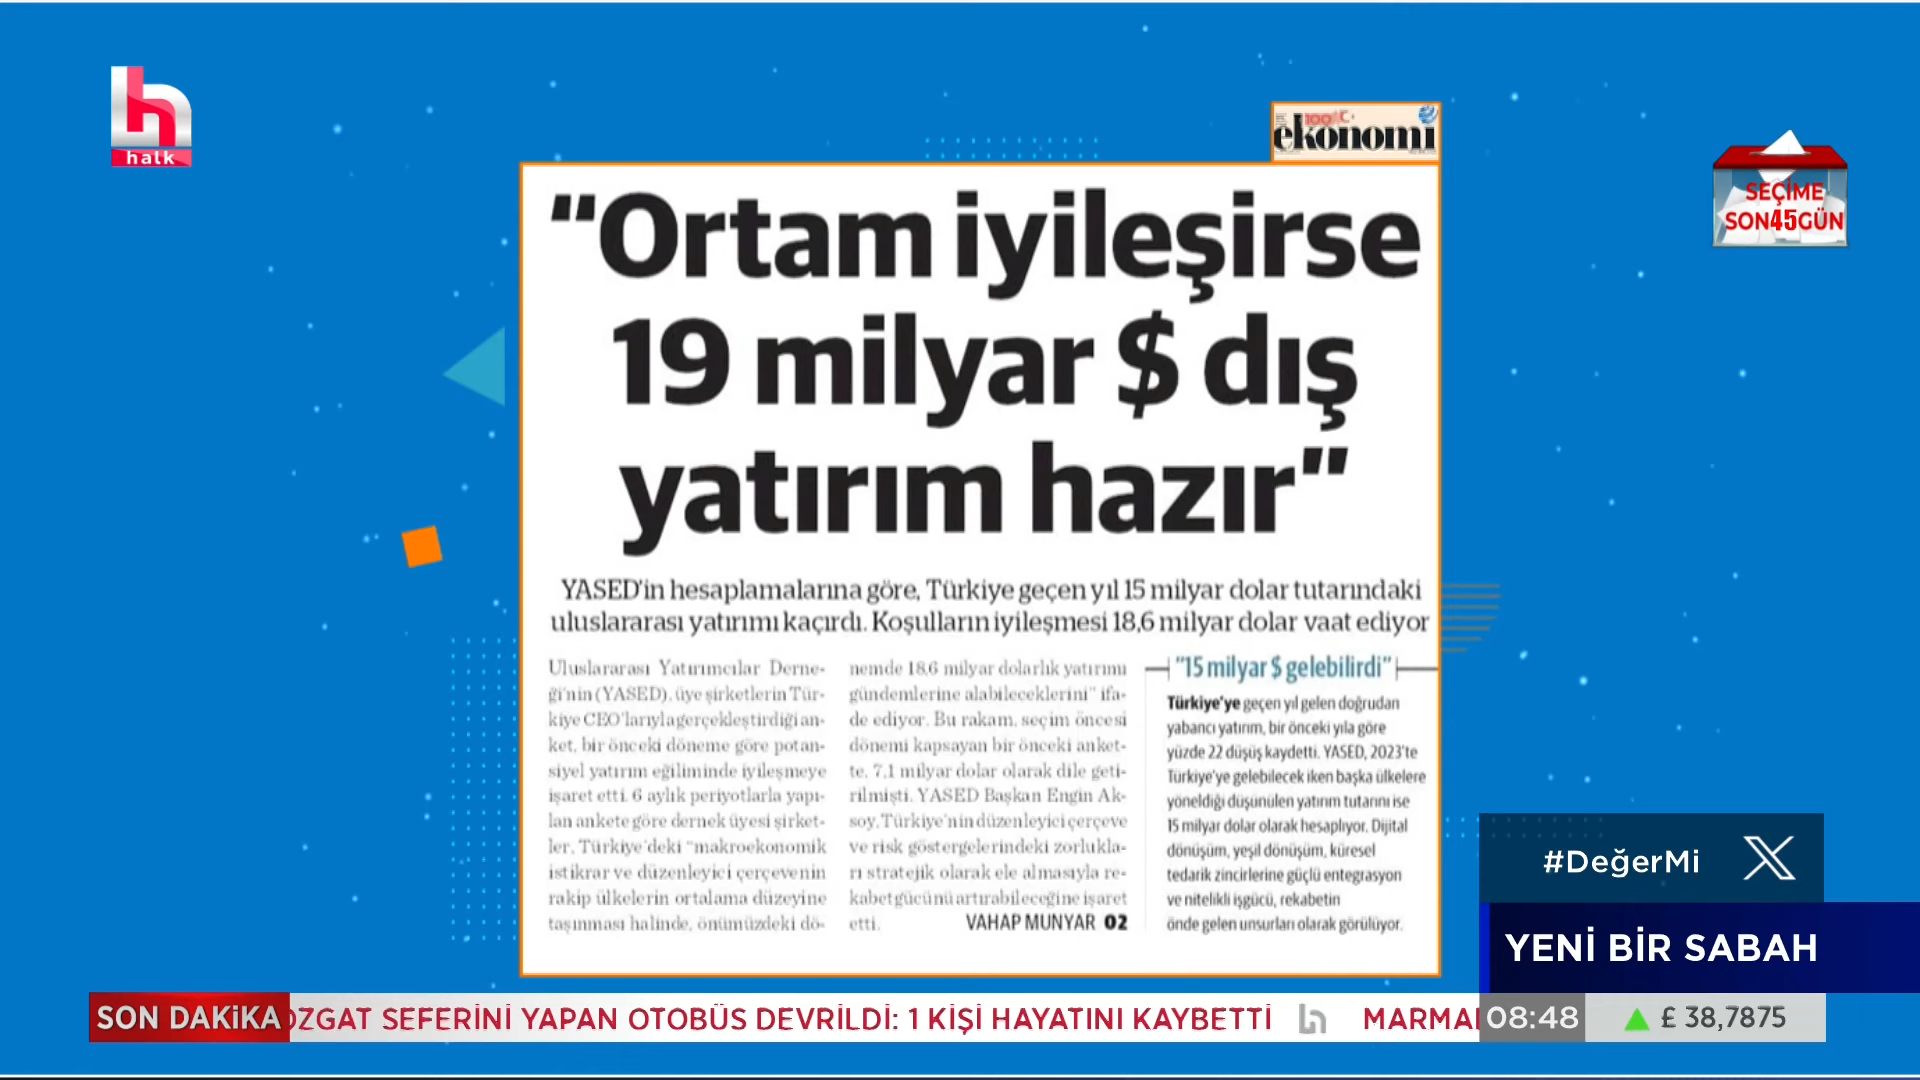 halk
100
ekonomi
SEÇİME
SON45GÜN
"Ortam iyileşirse
19 milyar $ dış
yatırım hazır"
YASED'in hesaplamalarına göre, Türkiye geçen yıl 15 milyar dolar tutarındaki
uluslararası yatırımı kaçırdı. Koşulların iyileşmesi 18,6 milyar dolar vaat ediyor
Uluslararası Yatırımcılar Derne-
ği'nin (YASED), üye şirketlerin Tür-
kiye CEO'larıyla gerçekleştirdiği an-
ket, bir önceki döneme göre potan-
siyel yatırım eğiliminde iyileşmeye
işaret etti. 6 aylık periyotlarla yapı-
lan ankete göre dernek üyesi şirket-
ler, Türkiye'deki "makroekonomik
istikrar ve düzenleyici çerçevenin
rakip ülkelerin ortalama düzeyine
taşınması halinde, önümüzdeki dö-
nemde 18,6 milyar dolarlık yatırımı
gündemlerine alabileceklerini" ifa-
de ediyor. Bu rakam, seçim öncesi
dönemi kapsayan bir önceki anket-
te, 7,1 milyar dolar olarak dile geti-
rilmişti. YASED Başkan Engin Ak-
soy, Türkiye'nin düzenleyici çerçeve
ve risk göstergelerindeki zorlukla-
rı stratejik olarak ele almasıyla re-
kabet gücünü artırabileceğine işaret
etti.
VAHAP MUNYAR 02
"15 milyar $ gelebilirdi"
Türkiye'ye geçen yıl gelen doğrudan
yabancı yatırım, bir önceki yıla göre
yüzde 22 düşüş kaydetti. YASED, 2023'te
Türkiye'ye gelebilecek iken başka ülkelere
yöneldiği düşünülen yatırım tutarını ise
15 milyar dolar olarak hesaplıyor. Dijital
dönüşüm, yeşil dönüşüm, küresel
tedarik zincirlerine güçlü entegrasyon
ve nitelikli işgücü, rekabetin
önde gelen unsurları olarak görülüyor.
#DeğerMi X
YENİ BİR SABAH
SON DAKİKA OZGAT SEFERİNİ YAPAN OTOBÜS DEVRİLDİ: 1 KİŞİ HAYATINI KAYBETTİ h MARMA 08:48 £ 38,7875